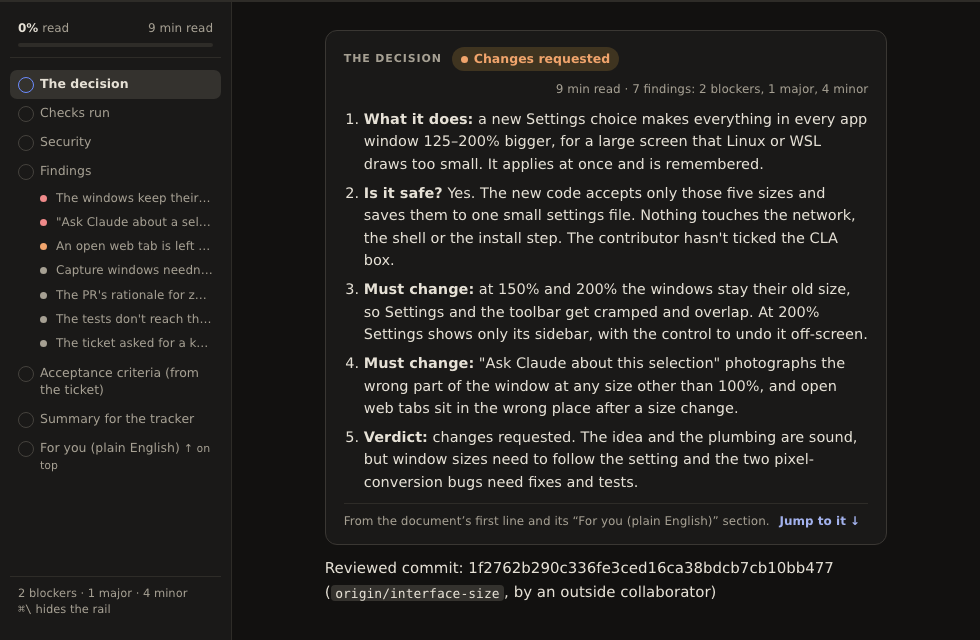 0% read 9 min read
The decision
Checks run
Security
Findings
The windows keep their...
"Ask Claude about a sel...
An open web tab is left ...
Capture windows needn...
The PR's rationale for z...
The tests don't reach th...
The ticket asked for a k...
Acceptance criteria (from
the ticket)
Summary for the tracker
For you (plain English) ↑ on
top
2 blockers · 1 major · 4 minor
⌘\ hides the rail
THE DECISION Changes requested
9 min read · 7 findings: 2 blockers, 1 major, 4 minor
1. What it does: a new Settings choice makes everything in every app
window 125–200% bigger, for a large screen that Linux or WSL
draws too small. It applies at once and is remembered.
2. Is it safe? Yes. The new code accepts only those five sizes and
saves them to one small settings file. Nothing touches the network,
the shell or the install step. The contributor hasn't ticked the CLA
box.
3. Must change: at 150% and 200% the windows stay their old size,
so Settings and the toolbar get cramped and overlap. At 200%
Settings shows only its sidebar, with the control to undo it off-screen.
4. Must change: "Ask Claude about this selection" photographs the
wrong part of the window at any size other than 100%, and open
web tabs sit in the wrong place after a size change.
5. Verdict: changes requested. The idea and the plumbing are sound,
but window sizes need to follow the setting and the two pixel-
conversion bugs need fixes and tests.
From the document’s first line and its “For you (plain English)” section. Jump to it ↓
Reviewed commit: 1f2762b290c336fe3ced16ca38bdcb7cb10bb477
(origin/interface-size, by an outside collaborator)